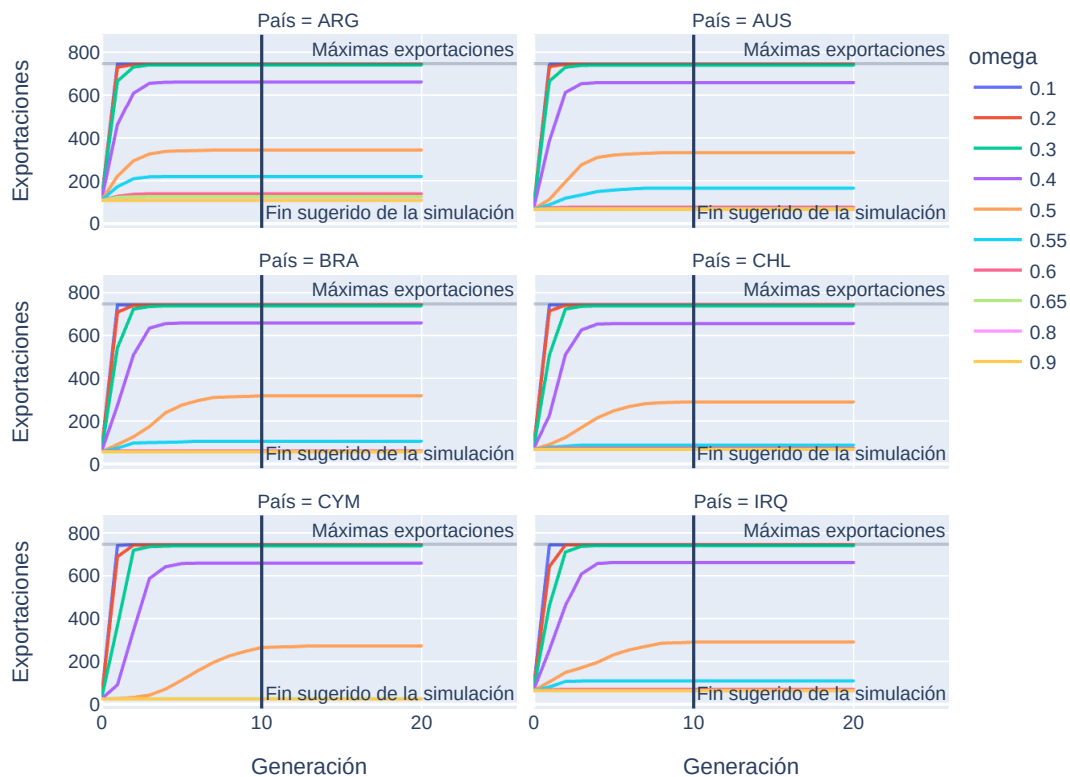 País = ARG
País = AUS
800
600
400
200
0
Exportaciones
Máximas exportaciones
Fin sugerido de la simulación
Máximas exportaciones
Fin sugerido de la simulación
omega
0.1
0.2
0.3
0.4
0.5
0.55
0.6
0.65
0.8
0.9
País = BRA
País = CHL
800
600
400
200
0
Exportaciones
Máximas exportaciones
Fin sugerido de la simulación
Máximas exportaciones
Fin sugerido de la simulación
País = CYM
País = IRQ
800
600
400
200
0
Exportaciones
Máximas exportaciones
Fin sugerido de la simulación
Máximas exportaciones
Fin sugerido de la simulación
0 10 20
0 10 20
Generación
Generación